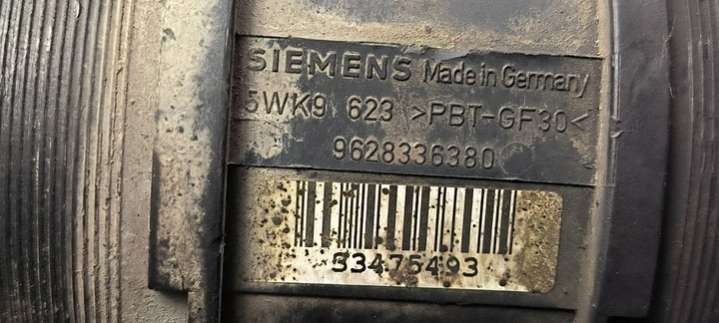 SIEMENS Made in Germany
5WK9 623 >PBT-GF30<
9628336380
53475493